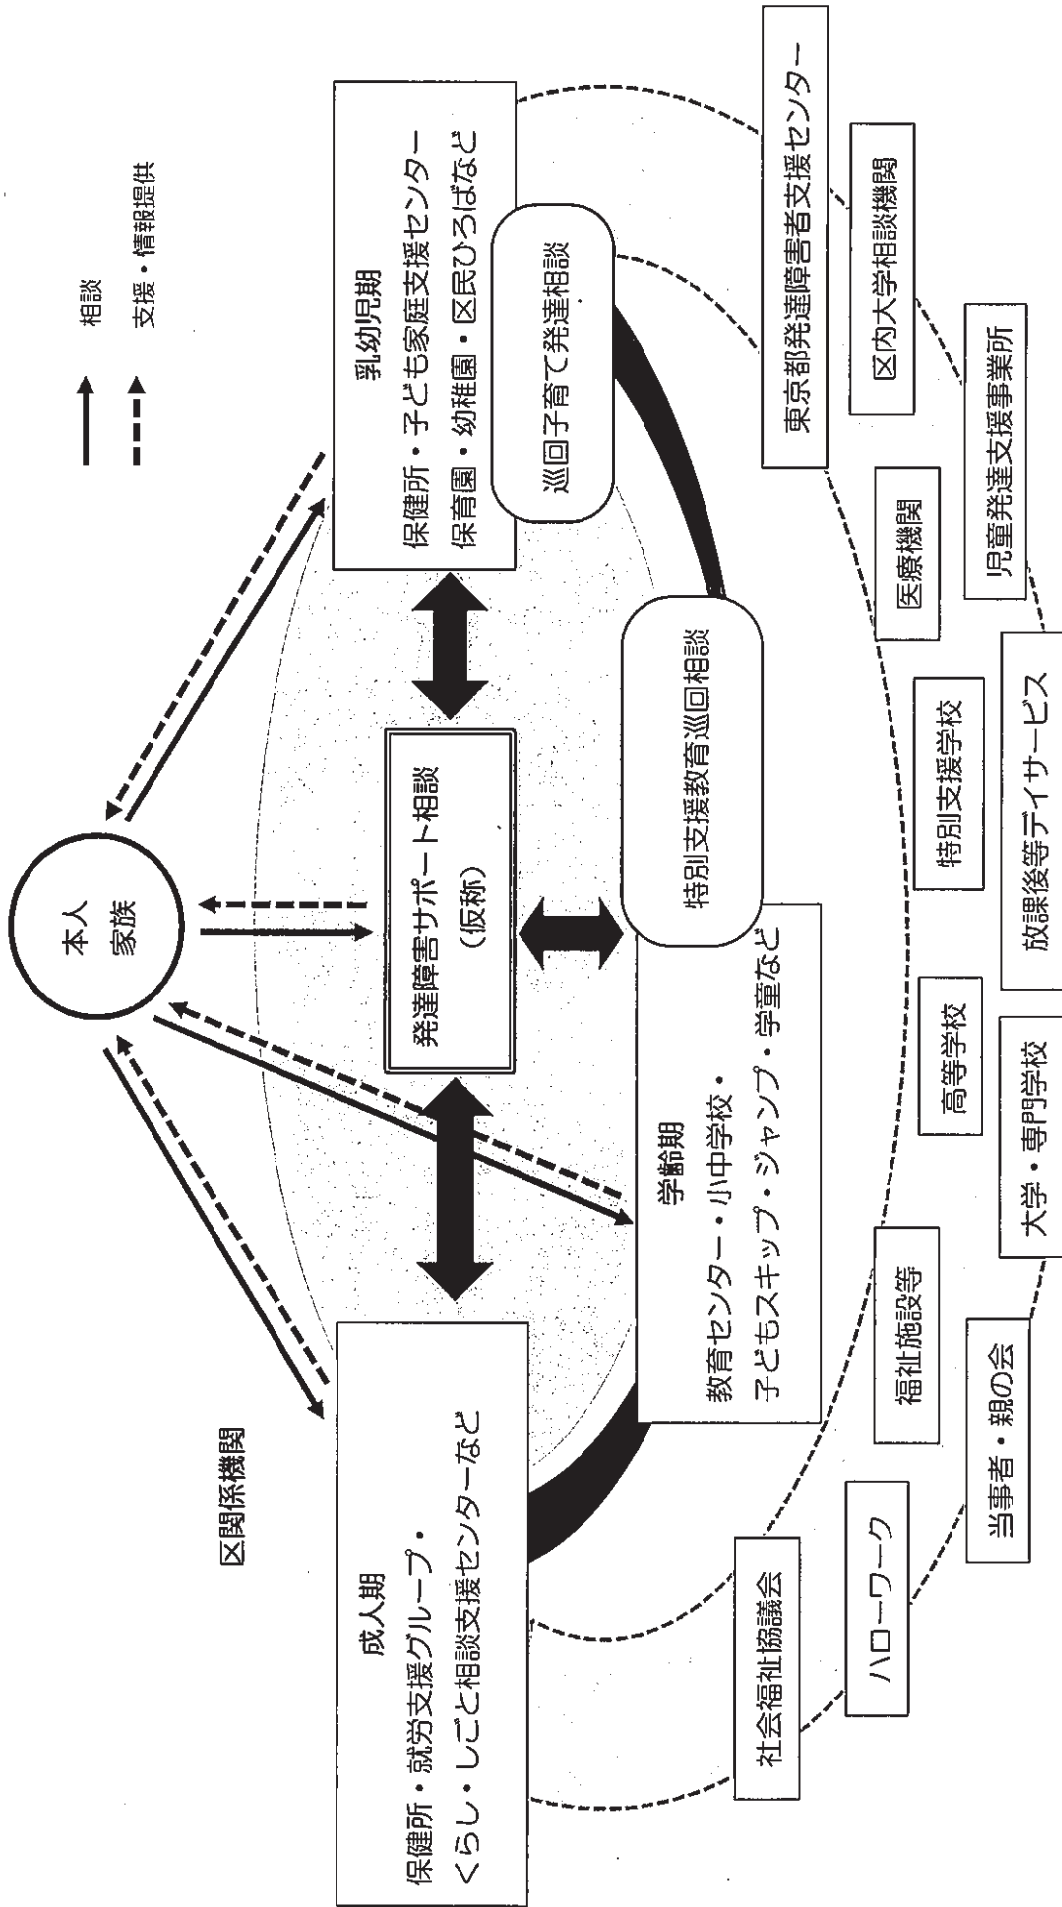 相談
支援・情報提供
本人
家族
区関係機関
成人期
保健所・就労支援グループ・
くらし・しごと相談支援センターなど
発達障害サポート相談
（仮称）
乳幼児期
保健所・子ども家庭支援センター
保育園・幼稚園・区民ひろばなど
巡回子育て発達相談
学齢期
教育センター・小中学校・
子どもスキップ・ジャンプ・学童など
特別支援教育巡回相談
社会福祉協議会
ハローワーク
当事者・親の会
福祉施設等
大学・専門学校
高等学校
放課後等デイサービス
特別支援学校
医療機関
児童発達支援事業所
区内大学相談機関
東京都発達障害者支援センター